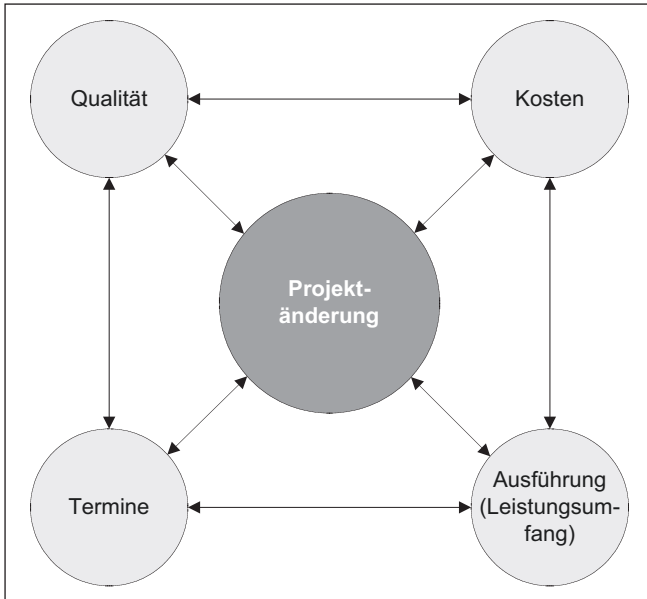 Qualität
Kosten
Projekt-
änderung
Termine
Ausführung
(Leistungsum-
fang)